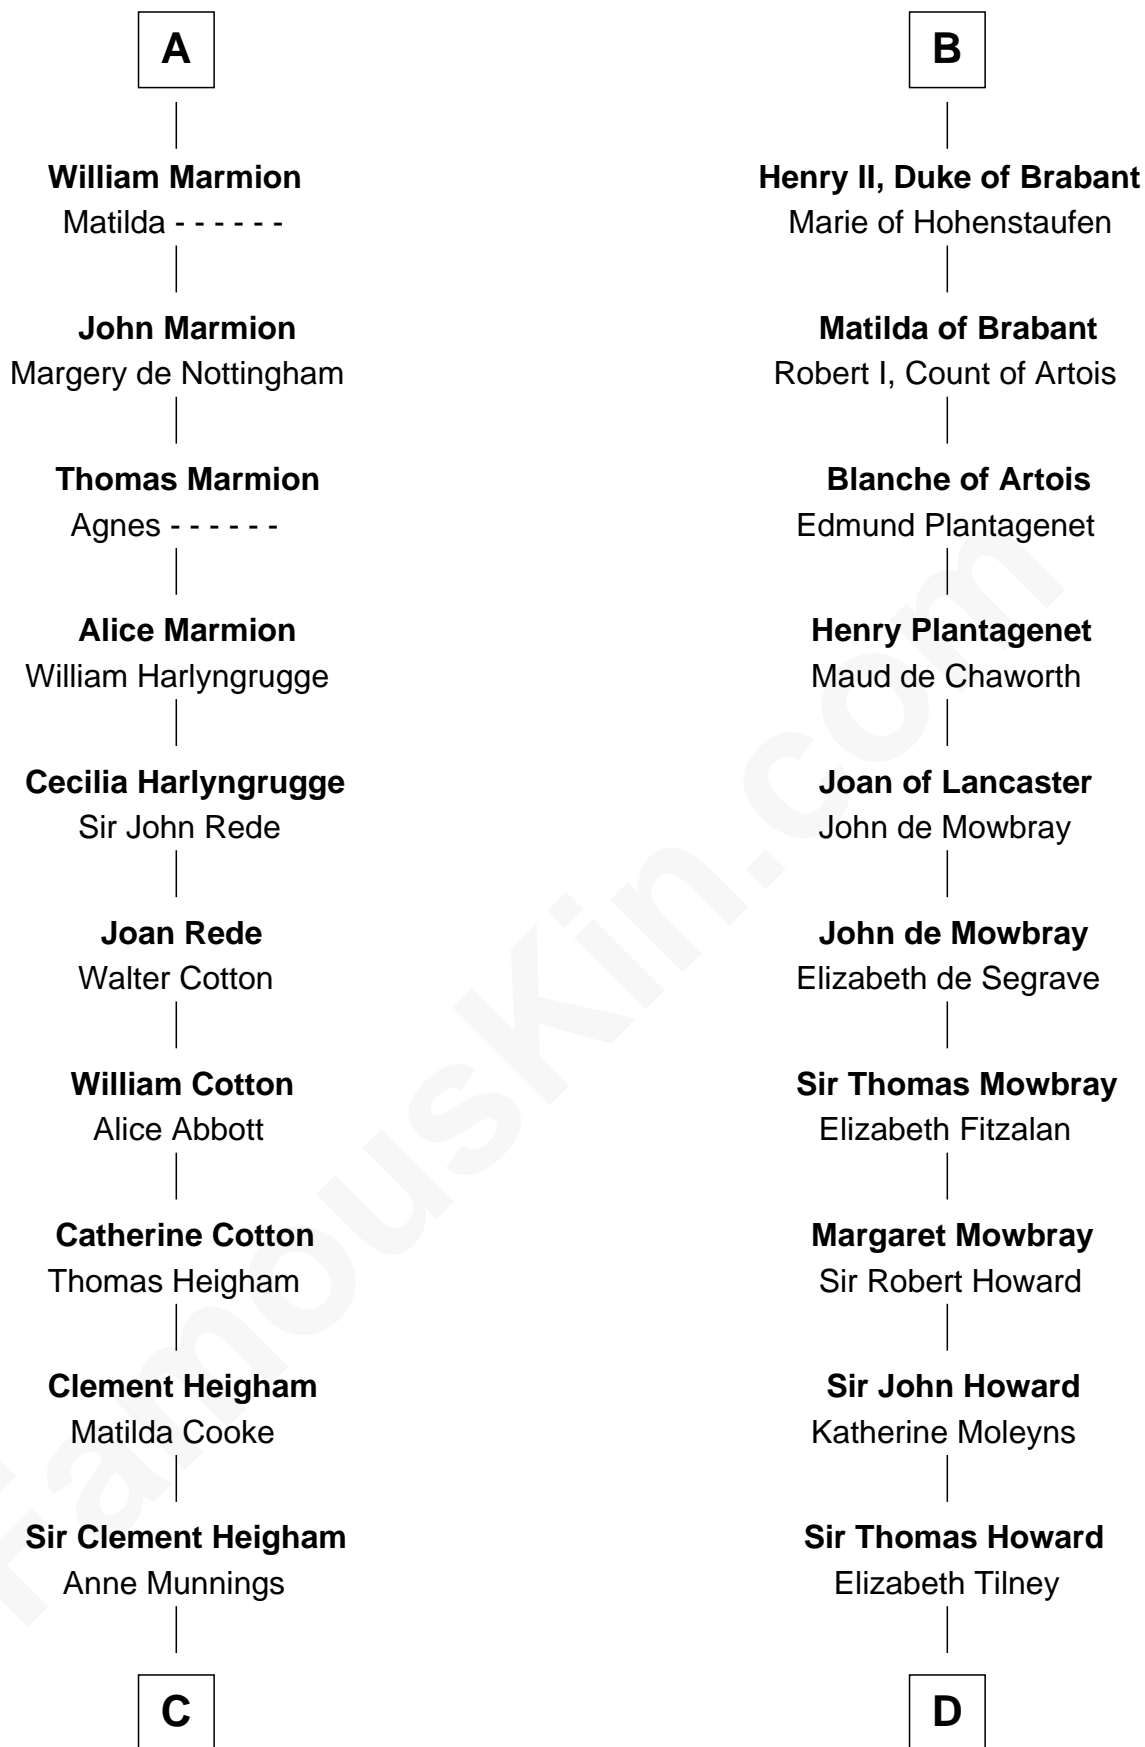 A
William Marmion
Matilda - - - - - -
John Marmion
Margery de Nottingham
Thomas Marmion
Agnes - - - - - -
Alice Marmion
William Harlyngrugge
Cecilia Harlyngrugge
Sir John Rede
Joan Rede
Walter Cotton
William Cotton
Alice Abbott
Catherine Cotton
Thomas Heigham
Clement Heigham
Matilda Cooke
Sir Clement Heigham
Anne Munnings
C
B
Henry II, Duke of Brabant
Marie of Hohenstaufen
Matilda of Brabant
Robert I, Count of Artois
Blanche of Artois
Edmund Plantagenet
Henry Plantagenet
Maud de Chaworth
Joan of Lancaster
John de Mowbray
John de Mowbray
Elizabeth de Segrave
Sir Thomas Mowbray
Elizabeth Fitzalan
Margaret Mowbray
Sir Robert Howard
Sir John Howard
Katherine Moleyns
Sir Thomas Howard
Elizabeth Tilney
D
FamousKin.com